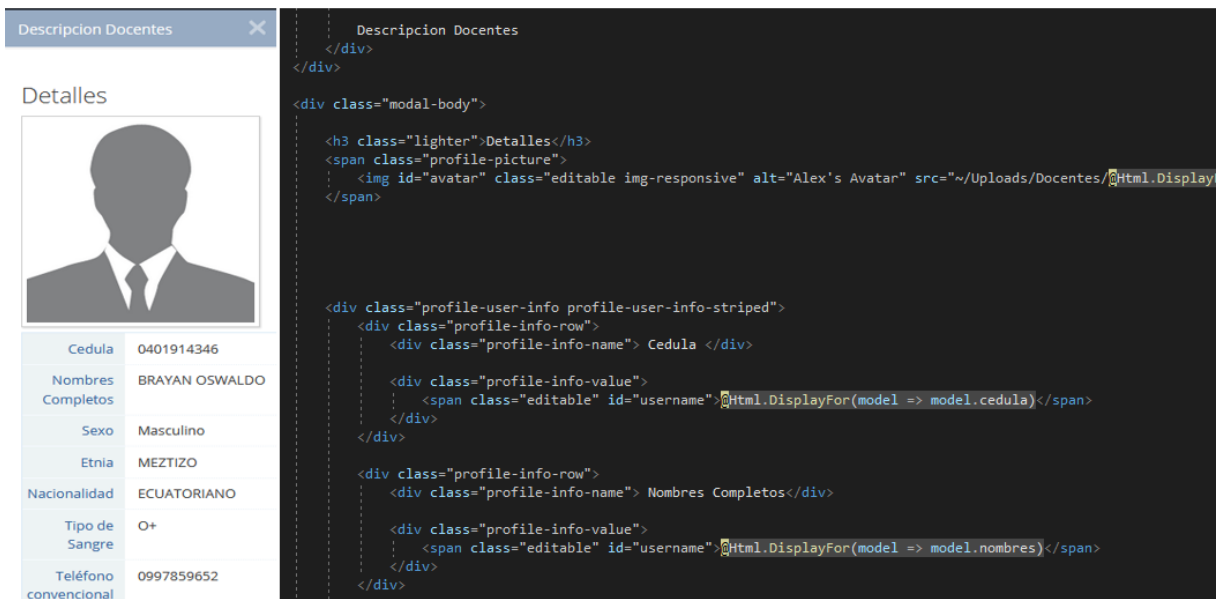 Descripcion Docentes
Detalles
Cedula 0401914346
Nombres Completos BRAYAN OSWALDO
Sexo Masculino
Etnia MEZTIZO
Nacionalidad ECUATORIANO
Tipo de Sangre O+
Teléfono convencional 0997859652
Descripcion Docentes
</div>
</div>
<div class="modal-body">
<h3 class="lighter">Detalles</h3>
<span class="profile-picture">
<img id="avatar" class="editable img-responsive" alt="Alex's Avatar" src="~/Uploads/Docentes/@Html.Display
</span>
<div class="profile-user-info profile-user-info-striped">
<div class="profile-info-row">
<div class="profile-info-name"> Cedula </div>
<div class="profile-info-value">
<span class="editable" id="username">@Html.DisplayFor(model => model.cedula)</span>
</div>
</div>
<div class="profile-info-row">
<div class="profile-info-name"> Nombres Completos</div>
<div class="profile-info-value">
<span class="editable" id="username">@Html.DisplayFor(model => model.nombres)</span>
</div>
</div>